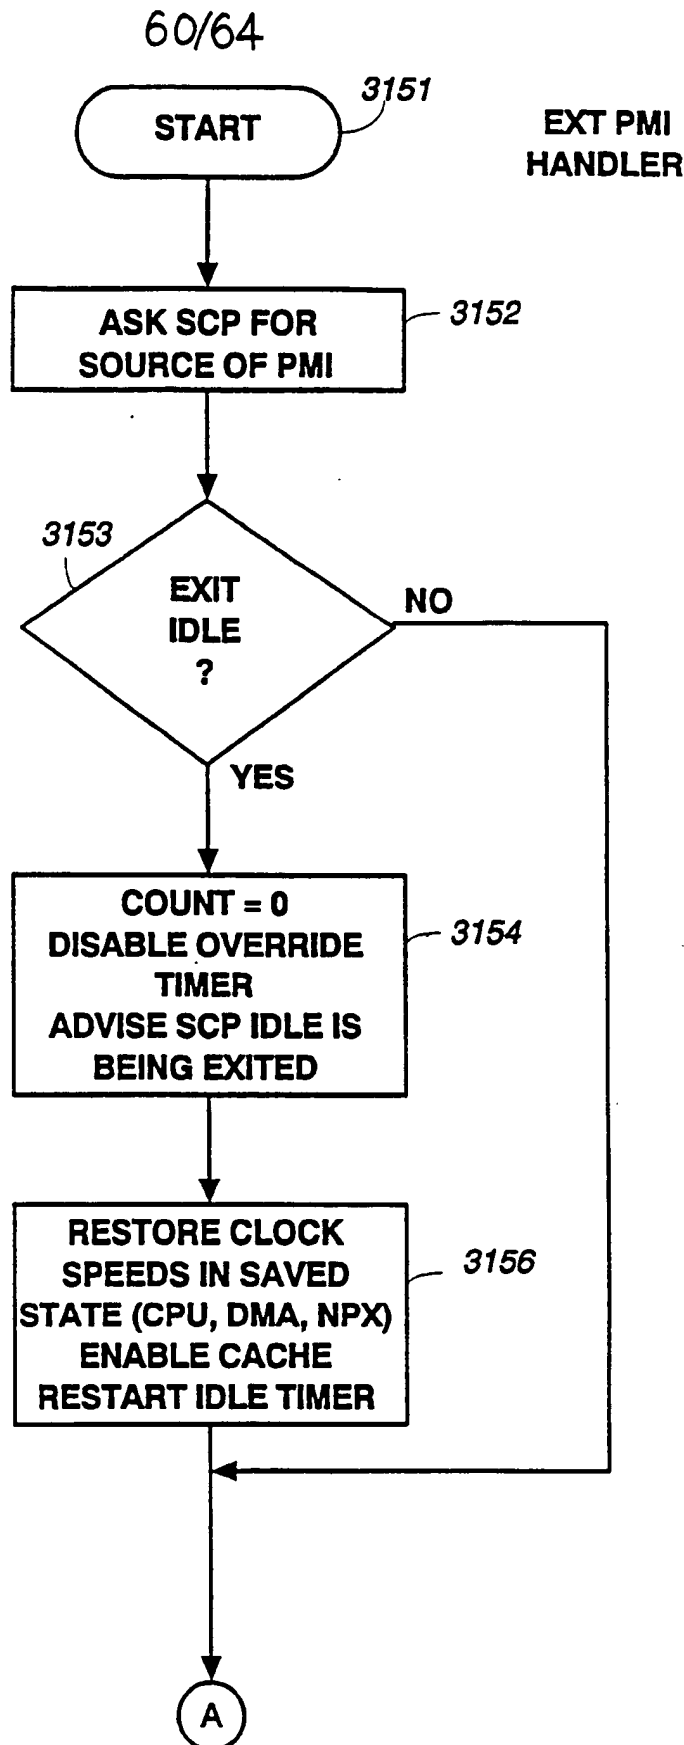 60/64
START
3151
EXT PMI
HANDLER
ASK SCP FOR
SOURCE OF PMI
3152
3153
EXIT
IDLE
?
NO
YES
COUNT = 0
DISABLE OVERRIDE
TIMER
ADVISE SCP IDLE IS
BEING EXITED
3154
RESTORE CLOCK
SPEEDS IN SAVED
STATE (CPU, DMA, NPX)
ENABLE CACHE
RESTART IDLE TIMER
3156
A